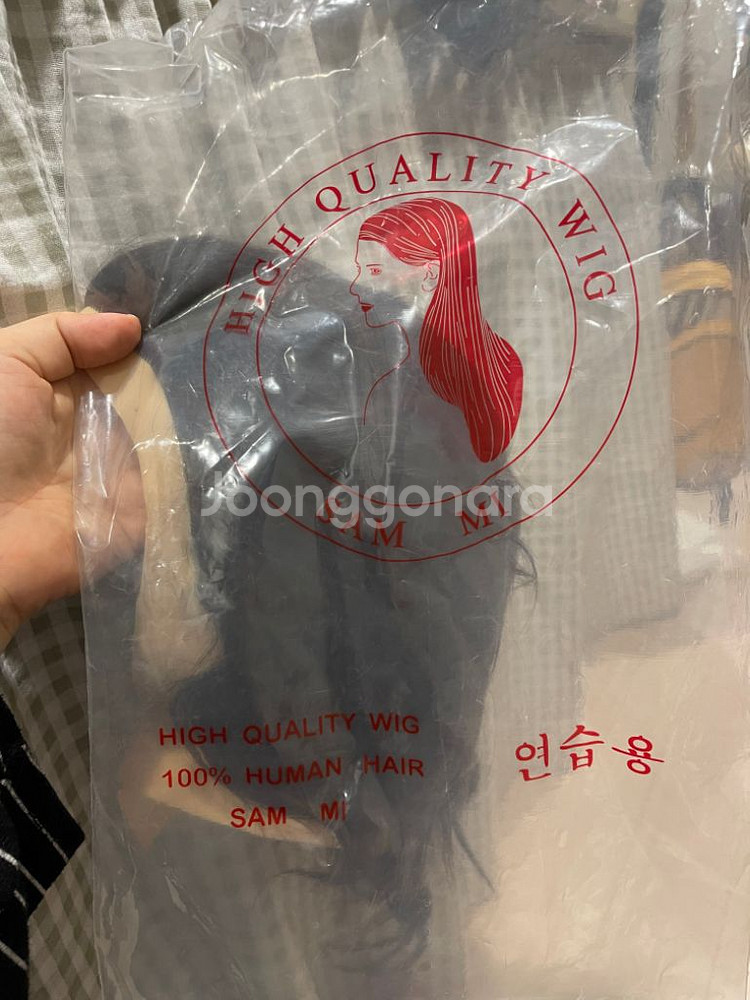 HIGH QUALITY WIG
Joonggonara
SAM MI
HIGH QUALITY WIG
100% HUMAN HAIR
SAM MI
연습용